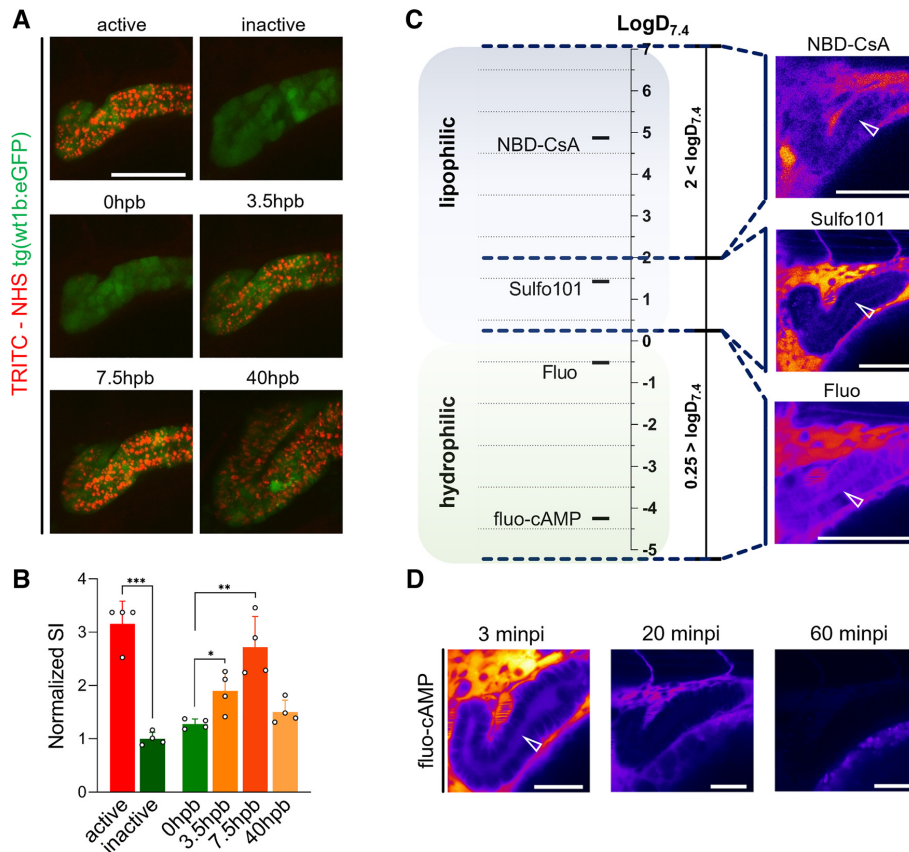 A
active
inactive
TRITC - NHS tg(wt1b:eGFP)
0hpb
3.5hpb
7.5hpb
40hpb
B
Normalized SI
4
3
2
1
0
***
**
*
active
inactive
0hpb
3.5hpb
7.5hpb
40hpb
C
LogD7.4
lipophilic
hydrophilic
7
6
5
4
3
2
1
0
-1
-2
-3
-4
-5
NBD-CsA
Sulfo101
Fluo
fluo-cAMP
2 < logD7.4
0.25 > logD7.4
NBD-CsA
Sulfo101
Fluo
D
fluo-cAMP
3 minpi
20 minpi
60 minpi